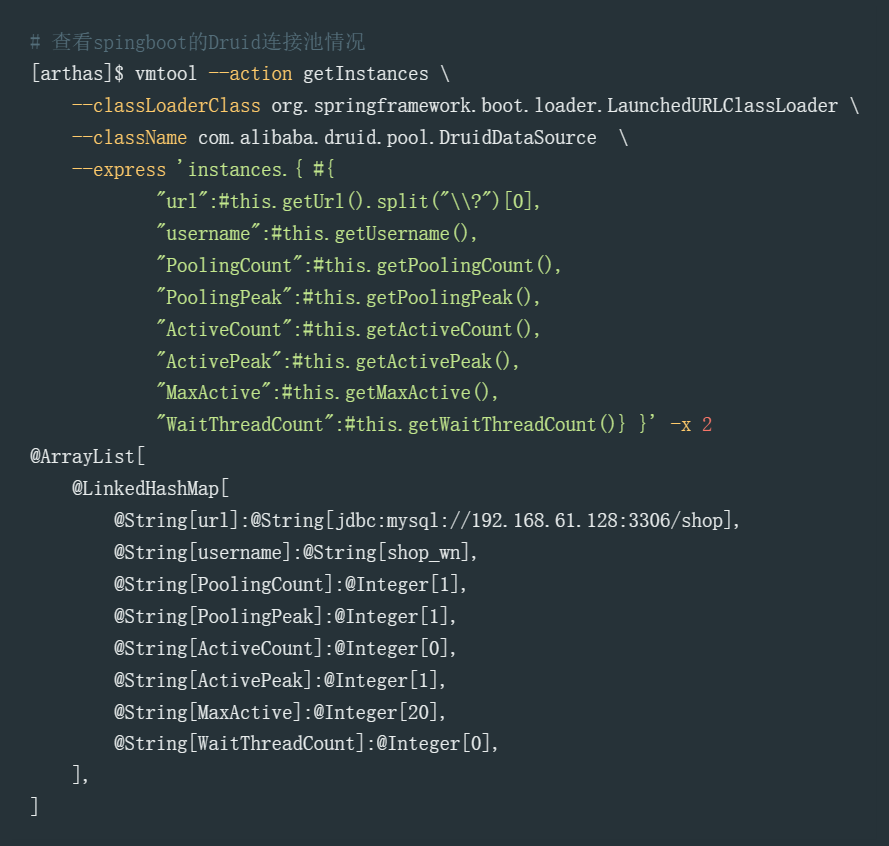 # 查看spingboot的Druid连接池情况
[arthas]$ vmtool --action getInstances \
    --classLoaderClass org.springframework.boot.loader.LaunchedURLClassLoader \
    --className com.alibaba.druid.pool.DruidDataSource  \
    --express 'instances.{ #{
            "url":#this.getUrl().split("\\?")[0],
            "username":#this.getUsername(),
            "PoolingCount":#this.getPoolingCount(),
            "PoolingPeak":#this.getPoolingPeak(),
            "ActiveCount":#this.getActiveCount(),
            "ActivePeak":#this.getActivePeak(),
            "MaxActive":#this.getMaxActive(),
            "WaitThreadCount":#this.getWaitThreadCount()} }' -x 2
@ArrayList[
    @LinkedHashMap[
        @String[url]:@String[jdbc:mysql://192.168.61.128:3306/shop],
        @String[username]:@String[shop_wn],
        @String[PoolingCount]:@Integer[1],
        @String[PoolingPeak]:@Integer[1],
        @String[ActiveCount]:@Integer[0],
        @String[ActivePeak]:@Integer[1],
        @String[MaxActive]:@Integer[20],
        @String[WaitThreadCount]:@Integer[0],
    ],
]